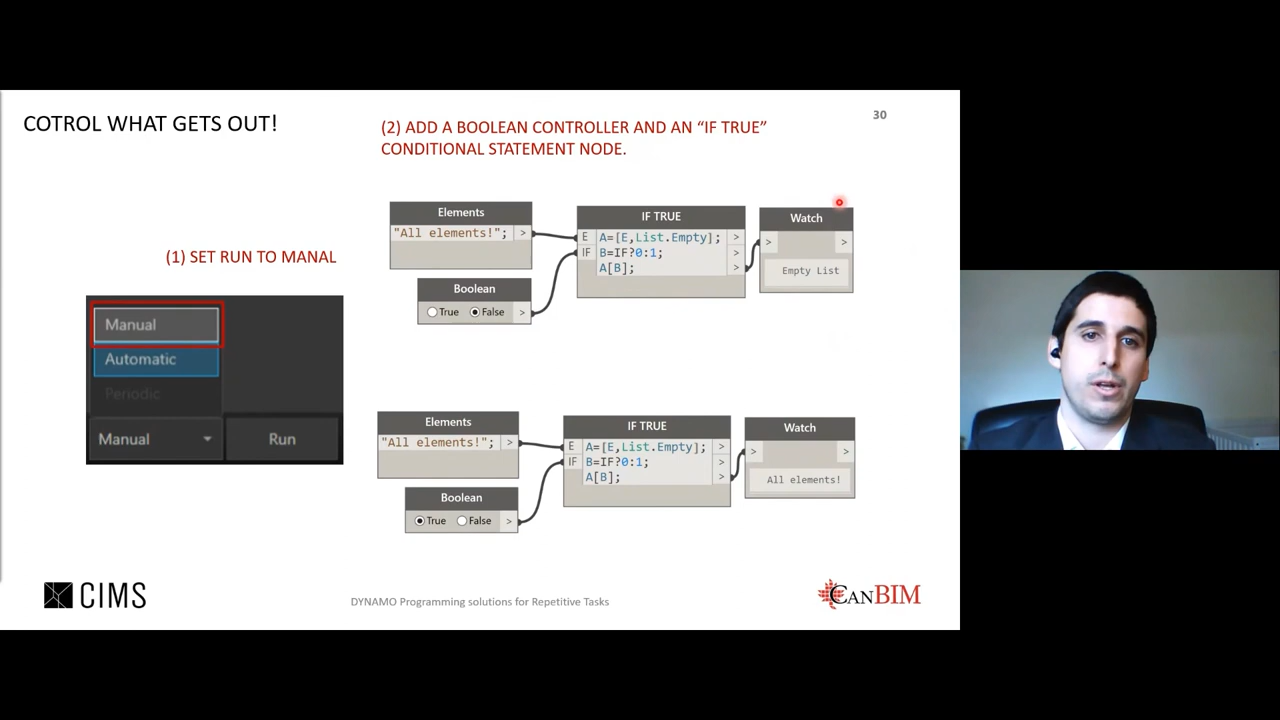 COTROL WHAT GETS OUT!
(2) ADD A BOOLEAN CONTROLLER AND AN “IF TRUE”
CONDITIONAL STATEMENT NODE.
30
(1) SET RUN TO MANAL
Manual
Automatic
Periodic
Manual
Run
Elements
"All elements!"; >
Boolean
True False >
IF TRUE
E A=[E,List.Empty]; >
IF B=IF?0:1; >
A[B]; >
Watch
> >
Empty List
Elements
"All elements!"; >
Boolean
True False >
IF TRUE
E A=[E,List.Empty]; >
IF B=IF?0:1; >
A[B]; >
Watch
> >
All elements!
CIMS
DYNAMO Programming solutions for Repetitive Tasks
CANBIM